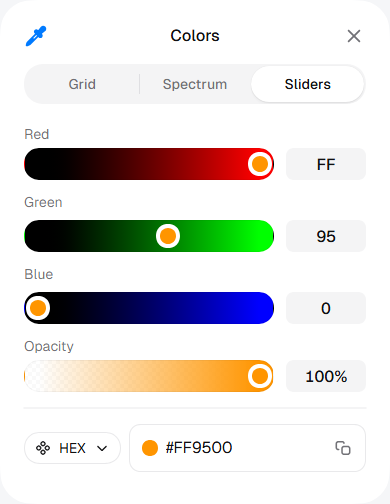 Colors
Grid Spectrum Sliders
Red
FF
Green
95
Blue
0
Opacity
100%
HEX #FF9500